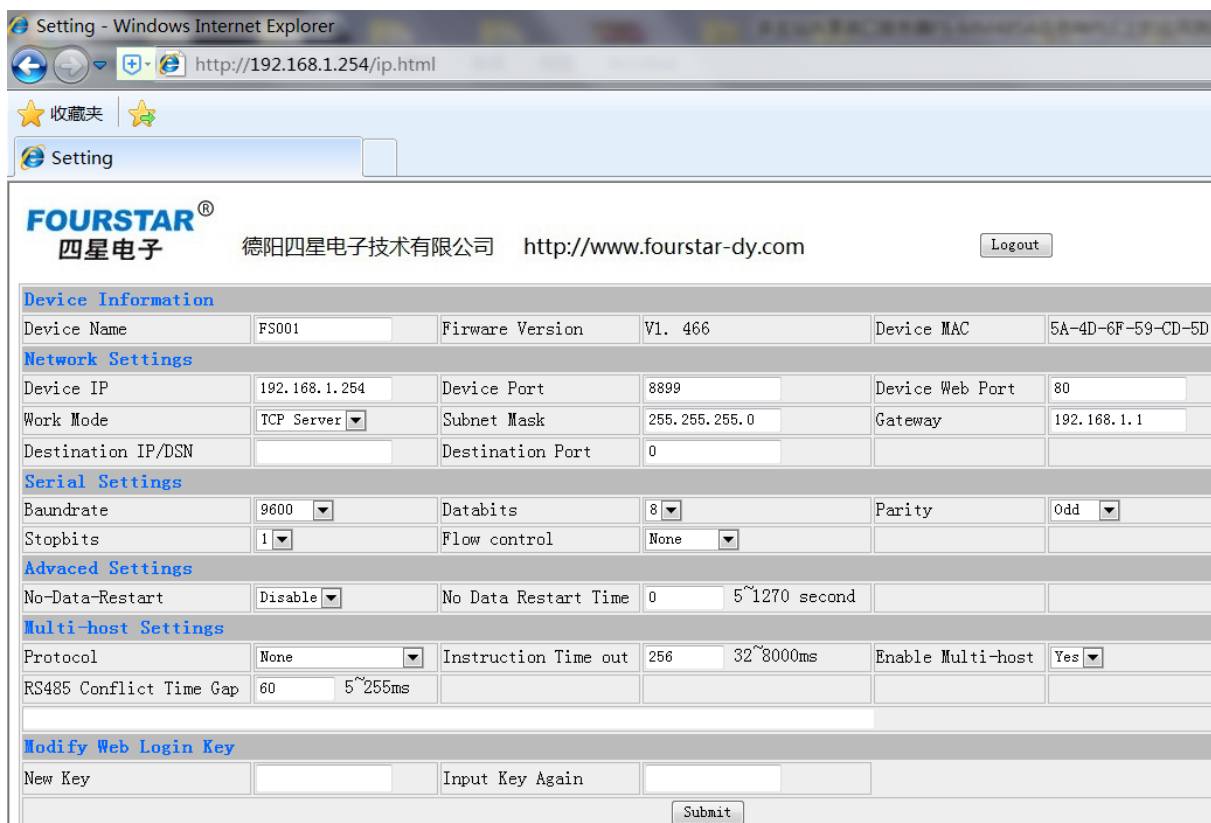 Setting - Windows Internet Explorer
http://192.168.1.254/ip.html
收藏夹
Setting
FOURSTAR®
四星电子 德阳四星电子技术有限公司 http://www.fourstar-dy.com Logout
Device Information
Device Name FS001 Firware Version V1. 466 Device MAC 5A-4D-6F-59-CD-5D
Network Settings
Device IP 192.168.1.254 Device Port 8899 Device Web Port 80
Work Mode TCP Server Subnet Mask 255.255.255.0 Gateway 192.168.1.1
Destination IP/DSN Destination Port 0
Serial Settings
Baundrate 9600 Databits 8 Parity Odd
Stopbits 1 Flow control None
Advaced Settings
No-Data-Restart Disable No Data Restart Time 0 5~1270 second
Multi-host Settings
Protocol None Instruction Time out 256 32~8000ms Enable Multi-host Yes
RS485 Conflict Time Gap 60 5~255ms
Modify Web Login Key
New Key Input Key Again
Submit